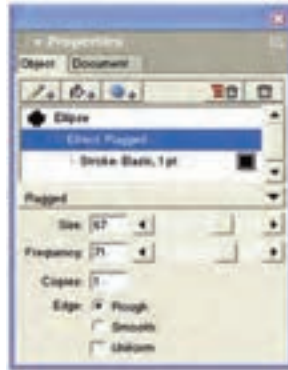 Properties
Object Document
Ellipse
Effect: Ragged
Stroke: Basic, 1 pt
Ragged
Size: 67
Frequency: 71
Copies: 1
Edge: Rough
Smooth
Uniform